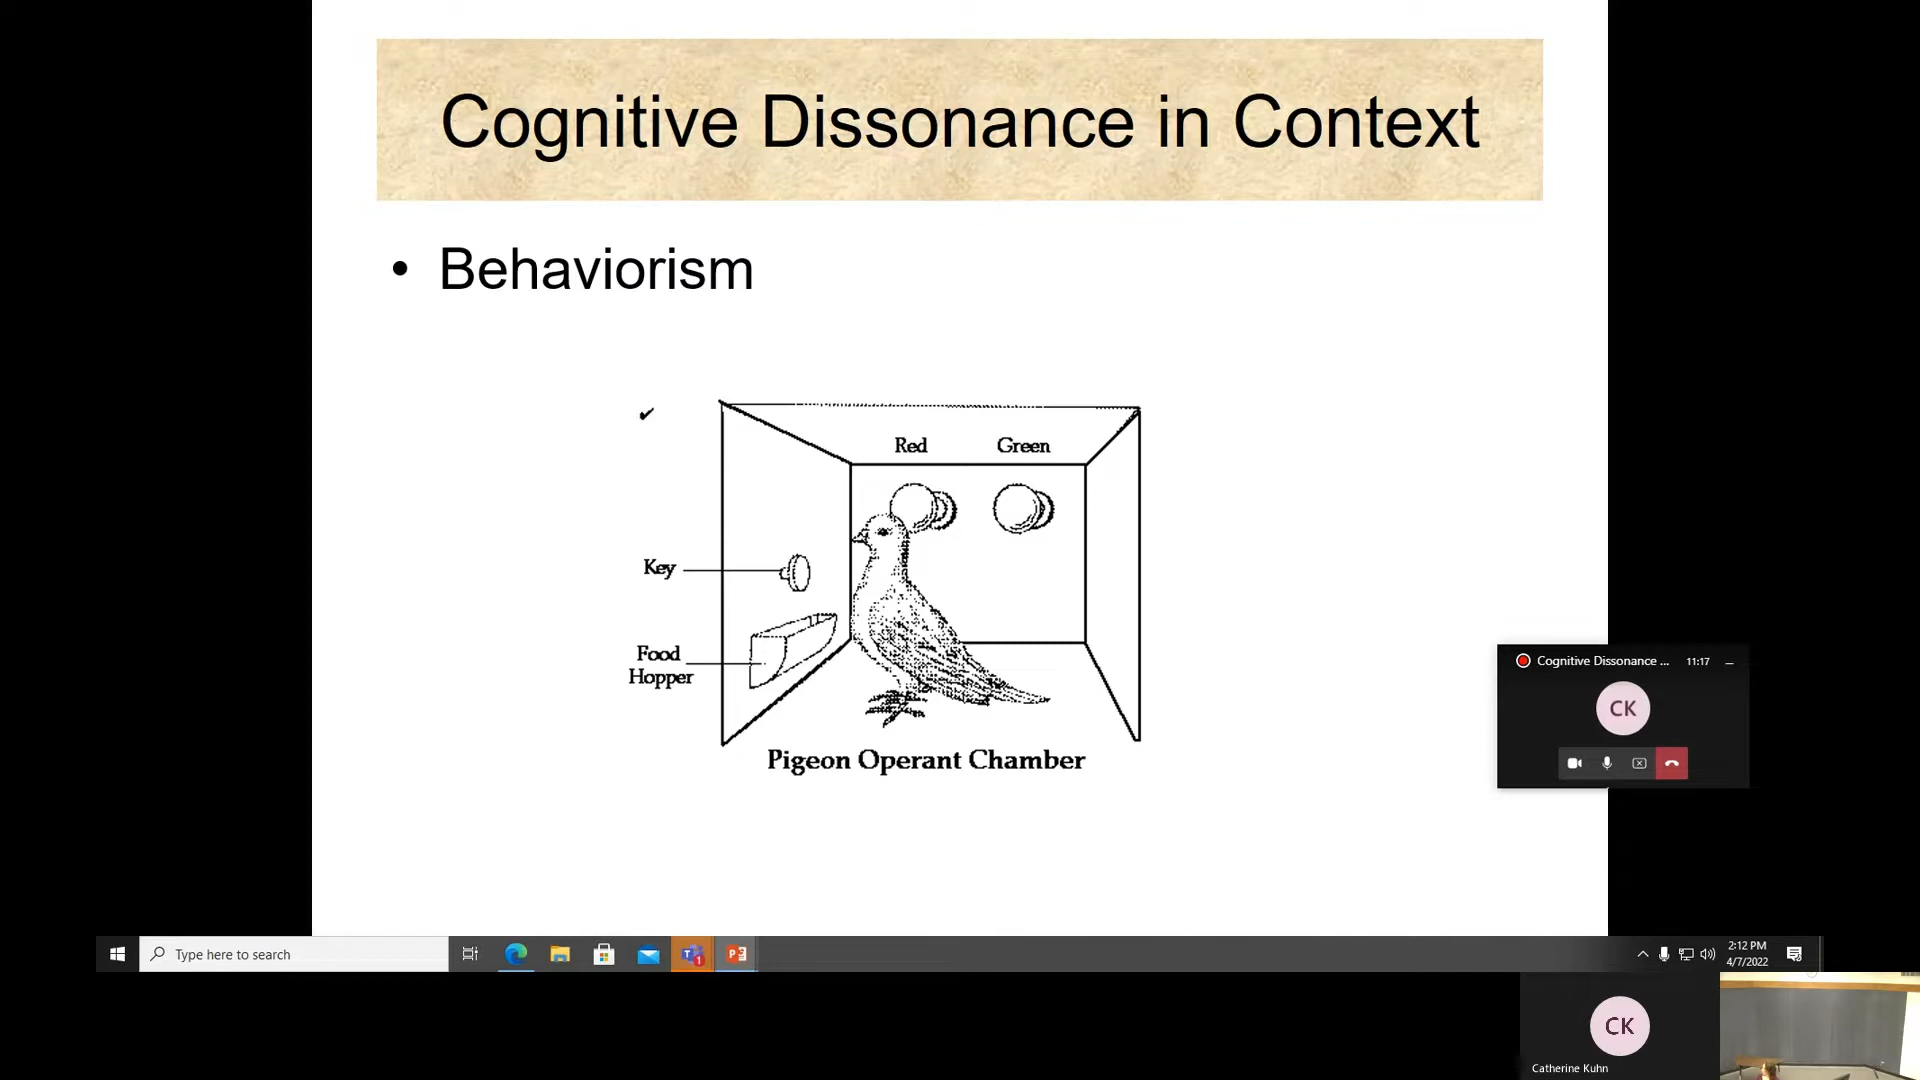 Cognitive Dissonance in Context
• Behaviorism
Red Green
Key
Food
Hopper
Pigeon Operant Chamber
Cognitive Dissonance ... 11:17
CK
Type here to search
1
2:12 PM
4/7/2022
CK
Catherine Kuhn